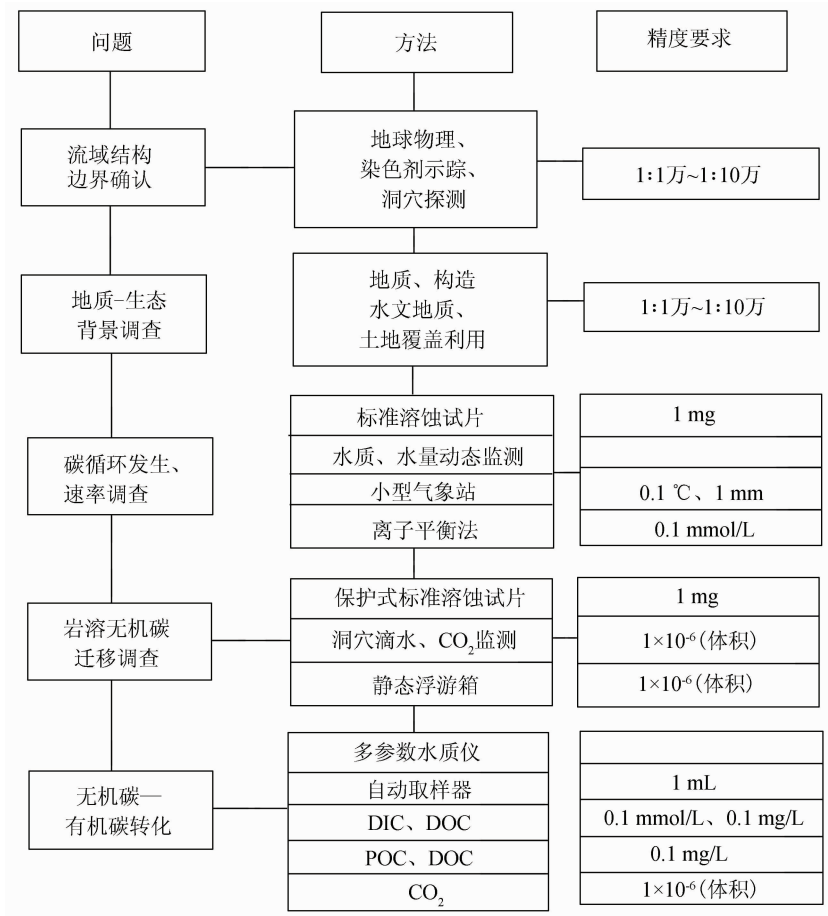 问题
方法
精度要求
流域结构
边界确认
地球物理、
染色剂示踪、
洞穴探测
1:1万~1:10万
地质-生态
背景调查
地质、构造
水文地质、
土地覆盖利用
1:1万~1:10万
碳循环发生、
速率调查
标准溶蚀试片
1 mg
水质、水量动态监测
小型气象站
0.1 ℃、1 mm
离子平衡法
0.1 mmol/L
岩溶无机碳
迁移调查
保护式标准溶蚀试片
1 mg
洞穴滴水、CO₂监测
1×10⁻⁶(体积)
静态浮游箱
1×10⁻⁶(体积)
无机碳—
有机碳转化
多参数水质仪
自动取样器
1 mL
DIC、DOC
0.1 mmol/L、0.1 mg/L
POC、DOC
0.1 mg/L
CO₂
1×10⁻⁶(体积)